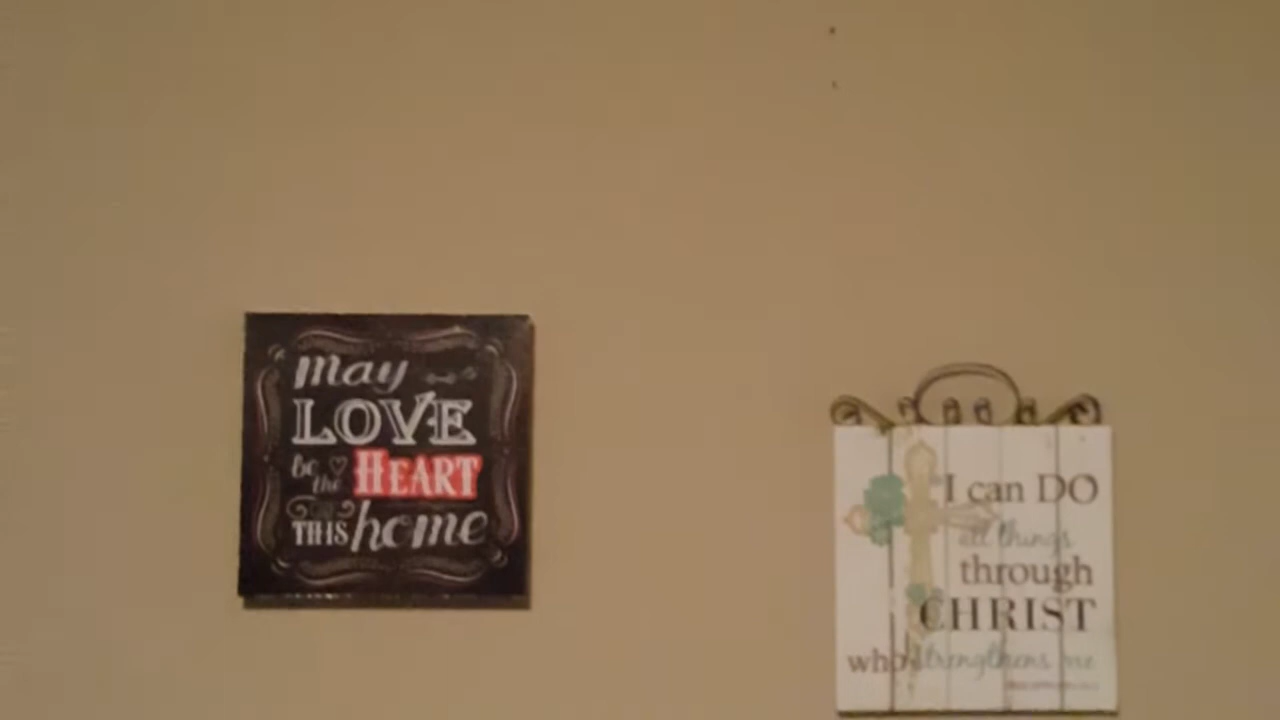 may
LOVE
be the HEART
THIS home
I can DO
all things
through
CHRIST
who strengthens me